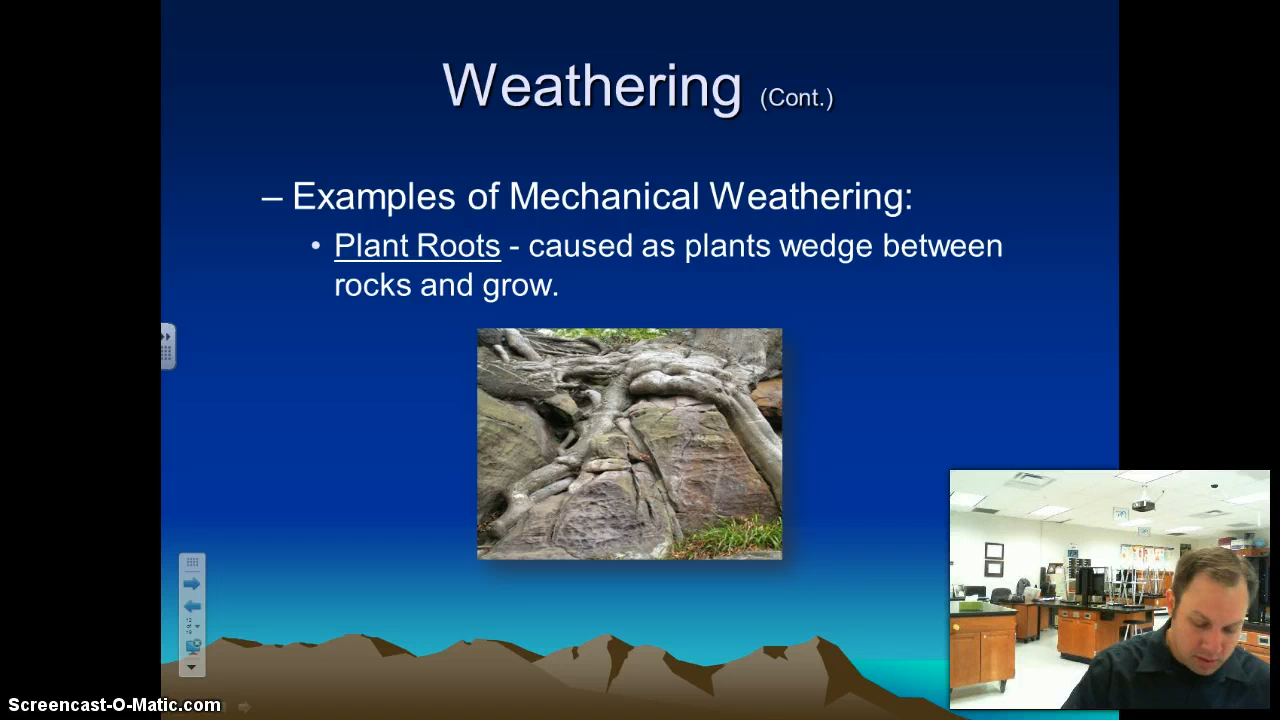 Weathering (Cont.)
– Examples of Mechanical Weathering:
• Plant Roots - caused as plants wedge between
rocks and grow.
Screencast-O-Matic.com